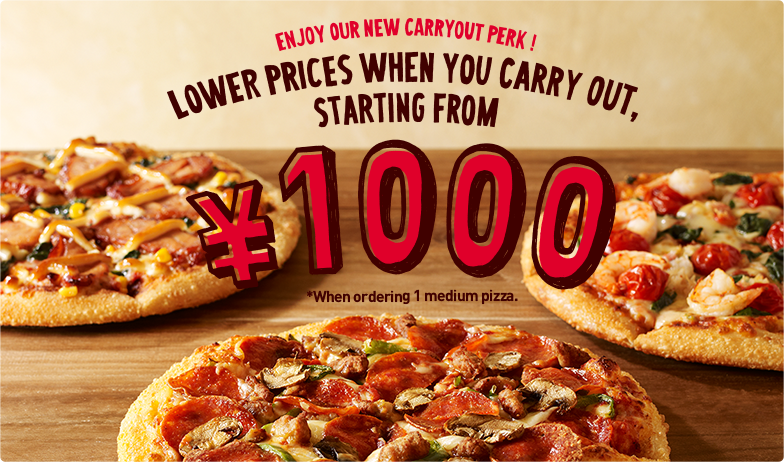 ENJOY OUR NEW CARRYOUT PERK !
LOWER PRICES WHEN YOU CARRY OUT,
STARTING FROM
¥1000
*When ordering 1 medium pizza.